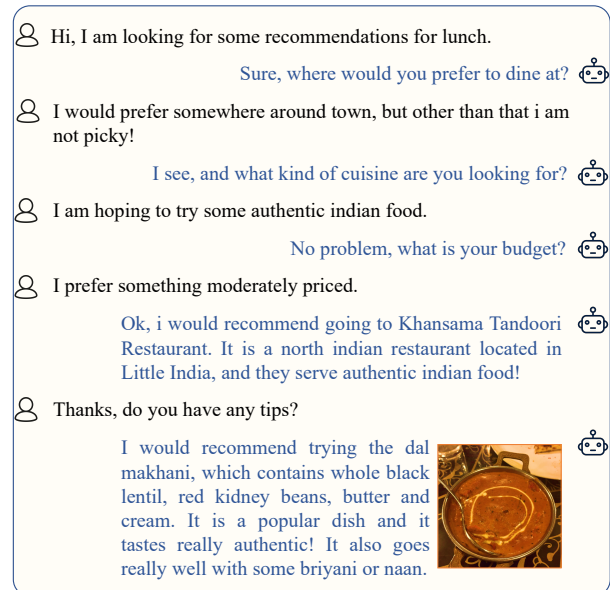 Hi, I am looking for some recommendations for lunch.
Sure, where would you prefer to dine at?
I would prefer somewhere around town, but other than that i am
not picky!
I see, and what kind of cuisine are you looking for?
I am hoping to try some authentic indian food.
No problem, what is your budget?
I prefer something moderately priced.
Ok, i would recommend going to Khansama Tandoori
Restaurant. It is a north indian restaurant located in
Little India, and they serve authentic indian food!
Thanks, do you have any tips?
I would recommend trying the dal
makhani, which contains whole black
lentil, red kidney beans, butter and
cream. It is a popular dish and it
tastes really authentic! It also goes
really well with some briyani or naan.